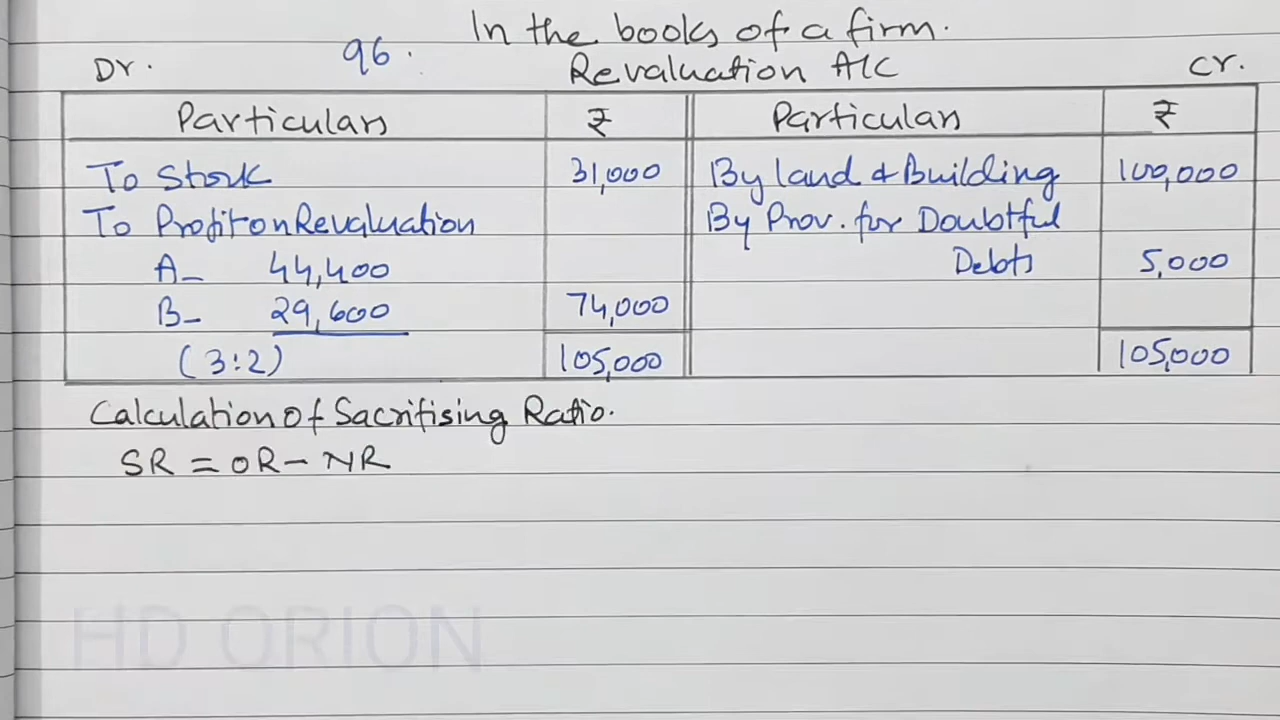 In the books of a firm.
96.
Dr. Revaluation A/C Cr.
Particulars ₹ Particulars ₹
To Stock 31,000 By land & Building 100,000
To Profit on Revaluation By Prov. for Doubtful
A- 44,400 Debts 5,000
B- 29,600 74,000
(3:2) 105,000 105,000
Calculation of Sacrifising Ratio.
SR = OR - NR
HD ORION